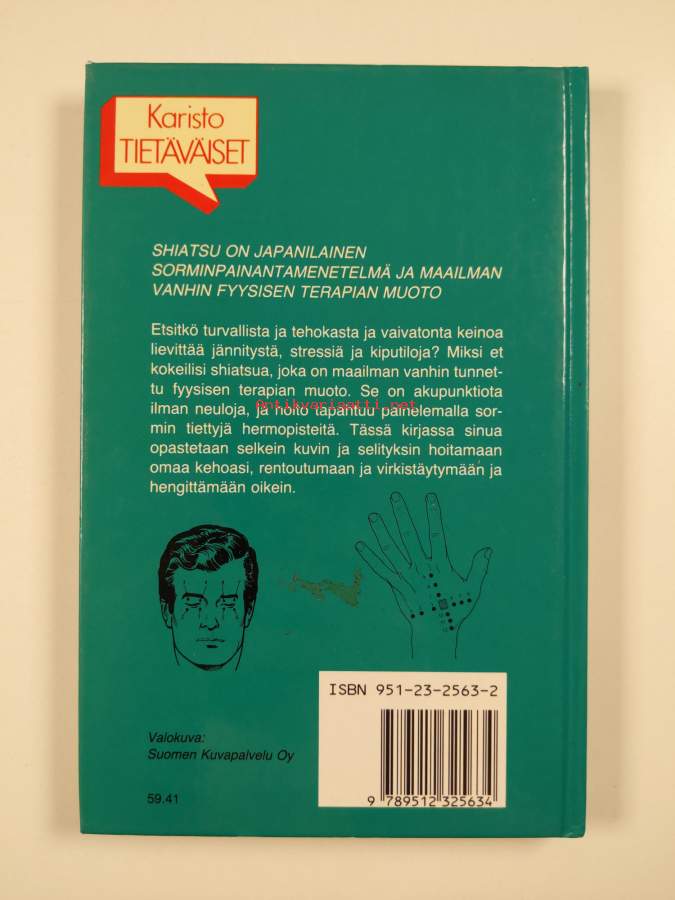 Karisto
TIETÄVÄISET
SHIATSU ON JAPANILAINEN
SORMINPAINANTAMENETELMÄ JA MAAILMAN
VANHIN FYYSISEN TERAPIAN MUOTO
Etsitkö turvallista ja tehokasta ja vaivatonta keinoa
lievittää jännitystä, stressiä ja kiputiloja? Miksi et
kokeilisi shiatsua, joka on maailman vanhin tunnet-
tu fyysisen terapian muoto. Se on akupunktiota
Antikvariaatti.net
ilman neuloja, ja hoito tapahtuu painelemalla sor-
min tiettyjä hermopisteitä. Tässä kirjassa sinua
opastetaan selkein kuvin ja selityksin hoitamaan
omaa kehoasi, rentoutumaan ja virkistäytymään ja
hengittämään oikein.
ISBN 951-23-2563-2
Valokuva:
Suomen Kuvapalvelu Oy
59.41
9 789512 325634